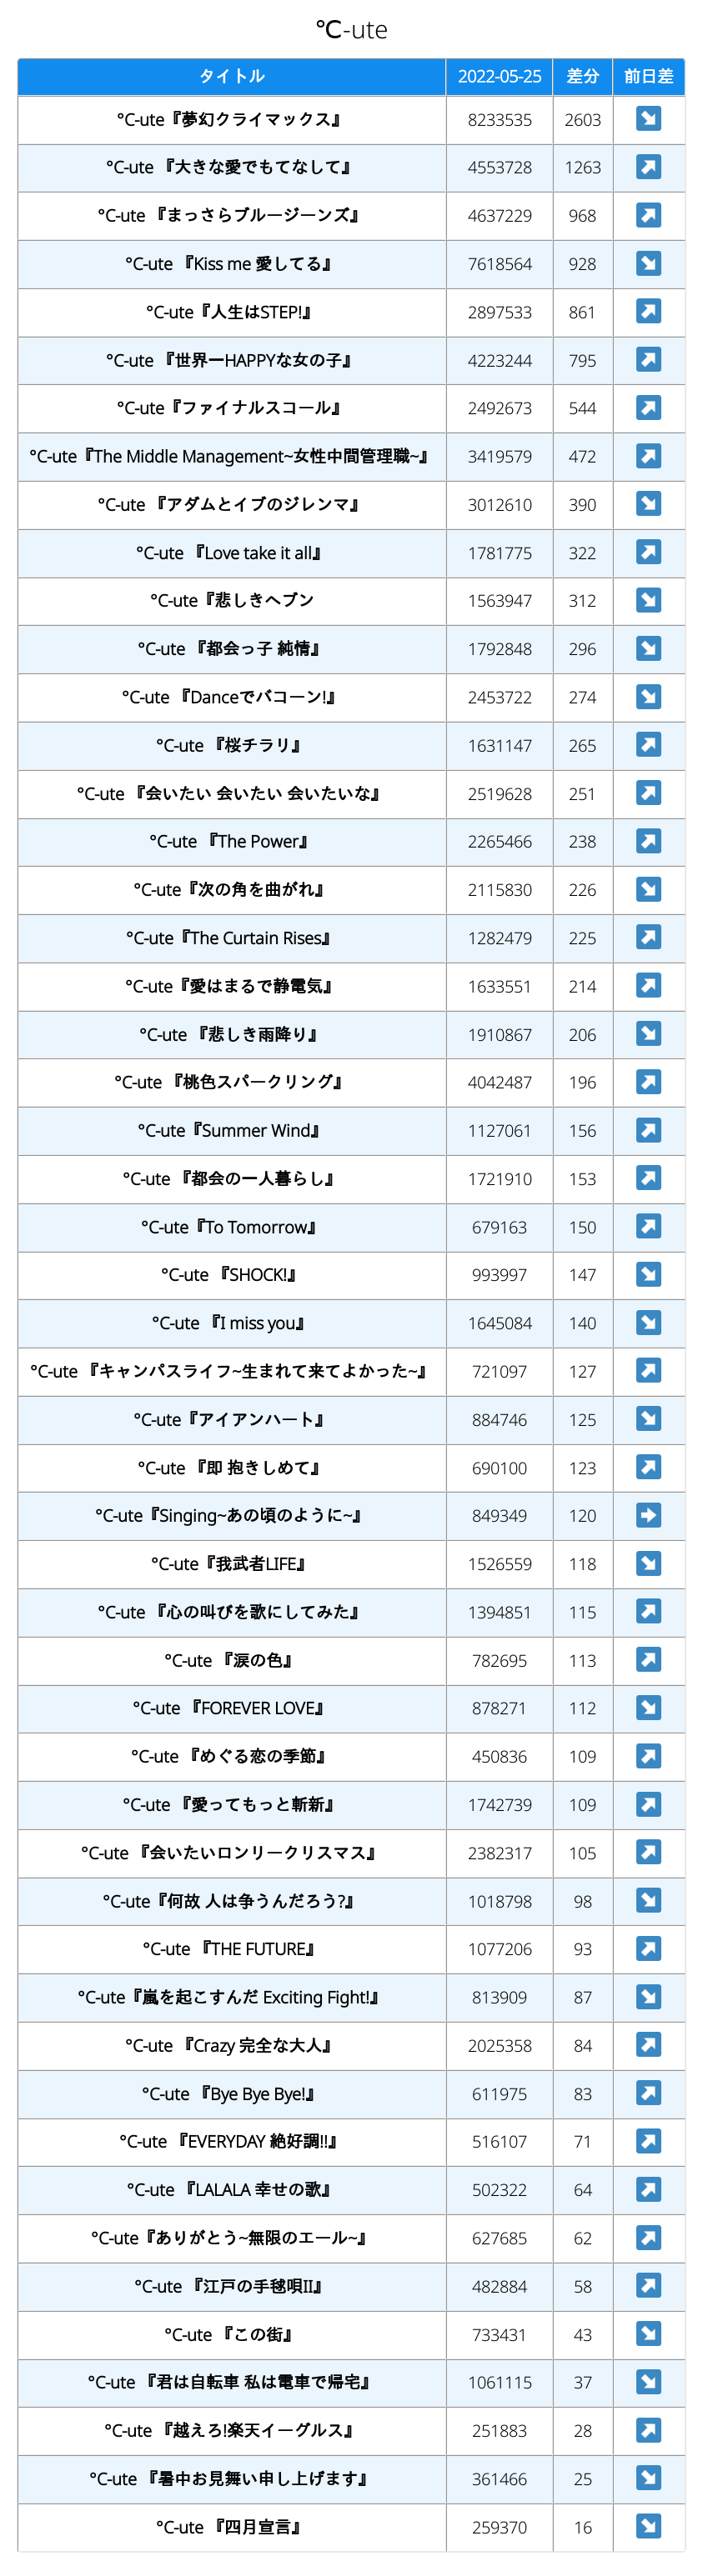 ℃-ute
タイトル 2022-05-25 差分 前日差
°C-ute『夢幻クライマックス』 8233535 2603 ↘
°C-ute 『大きな愛でもてなして』 4553728 1263 ↗
°C-ute 『まっさらブルージーンズ』 4637229 968 ↗
°C-ute 『Kiss me 愛してる』 7618564 928 ↘
°C-ute『人生はSTEP!』 2897533 861 ↗
°C-ute 『世界一HAPPYな女の子』 4223244 795 ↗
°C-ute『ファイナルスコール』 2492673 544 ↗
°C-ute『The Middle Management~女性中間管理職~』 3419579 472 ↗
°C-ute 『アダムとイブのジレンマ』 3012610 390 ↘
°C-ute 『Love take it all』 1781775 322 ↗
°C-ute『悲しきヘブン 1563947 312 ↘
°C-ute 『都会っ子 純情』 1792848 296 ↘
°C-ute 『Danceでバコーン!』 2453722 274 ↘
°C-ute 『桜チラリ』 1631147 265 ↗
°C-ute 『会いたい 会いたい 会いたいな』 2519628 251 ↗
°C-ute 『The Power』 2265466 238 ↗
°C-ute『次の角を曲がれ』 2115830 226 ↘
°C-ute『The Curtain Rises』 1282479 225 ↗
°C-ute『愛はまるで静電気』 1633551 214 ↗
°C-ute 『悲しき雨降り』 1910867 206 ↘
°C-ute 『桃色スパークリング』 4042487 196 ↗
°C-ute『Summer Wind』 1127061 156 ↗
°C-ute 『都会の一人暮らし』 1721910 153 ↗
°C-ute『To Tomorrow』 679163 150 ↗
°C-ute 『SHOCK!』 993997 147 ↘
°C-ute 『I miss you』 1645084 140 ↘
°C-ute 『キャンパスライフ~生まれて来てよかった~』 721097 127 ↗
°C-ute『アイアンハート』 884746 125 ↘
°C-ute 『即 抱きしめて』 690100 123 ↗
°C-ute『Singing~あの頃のように~』 849349 120 →
°C-ute『我武者LIFE』 1526559 118 ↘
°C-ute 『心の叫びを歌にしてみた』 1394851 115 ↗
°C-ute 『涙の色』 782695 113 ↗
°C-ute 『FOREVER LOVE』 878271 112 ↘
°C-ute 『めぐる恋の季節』 450836 109 ↗
°C-ute 『愛ってもっと斬新』 1742739 109 ↗
°C-ute 『会いたいロンリークリスマス』 2382317 105 ↗
°C-ute『何故 人は争うんだろう?』 1018798 98 ↘
°C-ute 『THE FUTURE』 1077206 93 ↗
°C-ute『嵐を起こすんだ Exciting Fight!』 813909 87 ↘
°C-ute 『Crazy 完全な大人』 2025358 84 ↗
°C-ute 『Bye Bye Bye!』 611975 83 ↗
°C-ute 『EVERYDAY 絶好調!!』 516107 71 ↗
°C-ute 『LALALA 幸せの歌』 502322 64 ↗
°C-ute『ありがとう~無限のエール~』 627685 62 ↗
°C-ute 『江戸の手毬唄II』 482884 58 ↗
°C-ute 『この街』 733431 43 ↘
°C-ute 『君は自転車 私は電車で帰宅』 1061115 37 ↘
°C-ute 『越えろ!楽天イーグルス』 251883 28 ↗
°C-ute 『暑中お見舞い申し上げます』 361466 25 ↘
°C-ute 『四月宣言』 259370 16 ↘